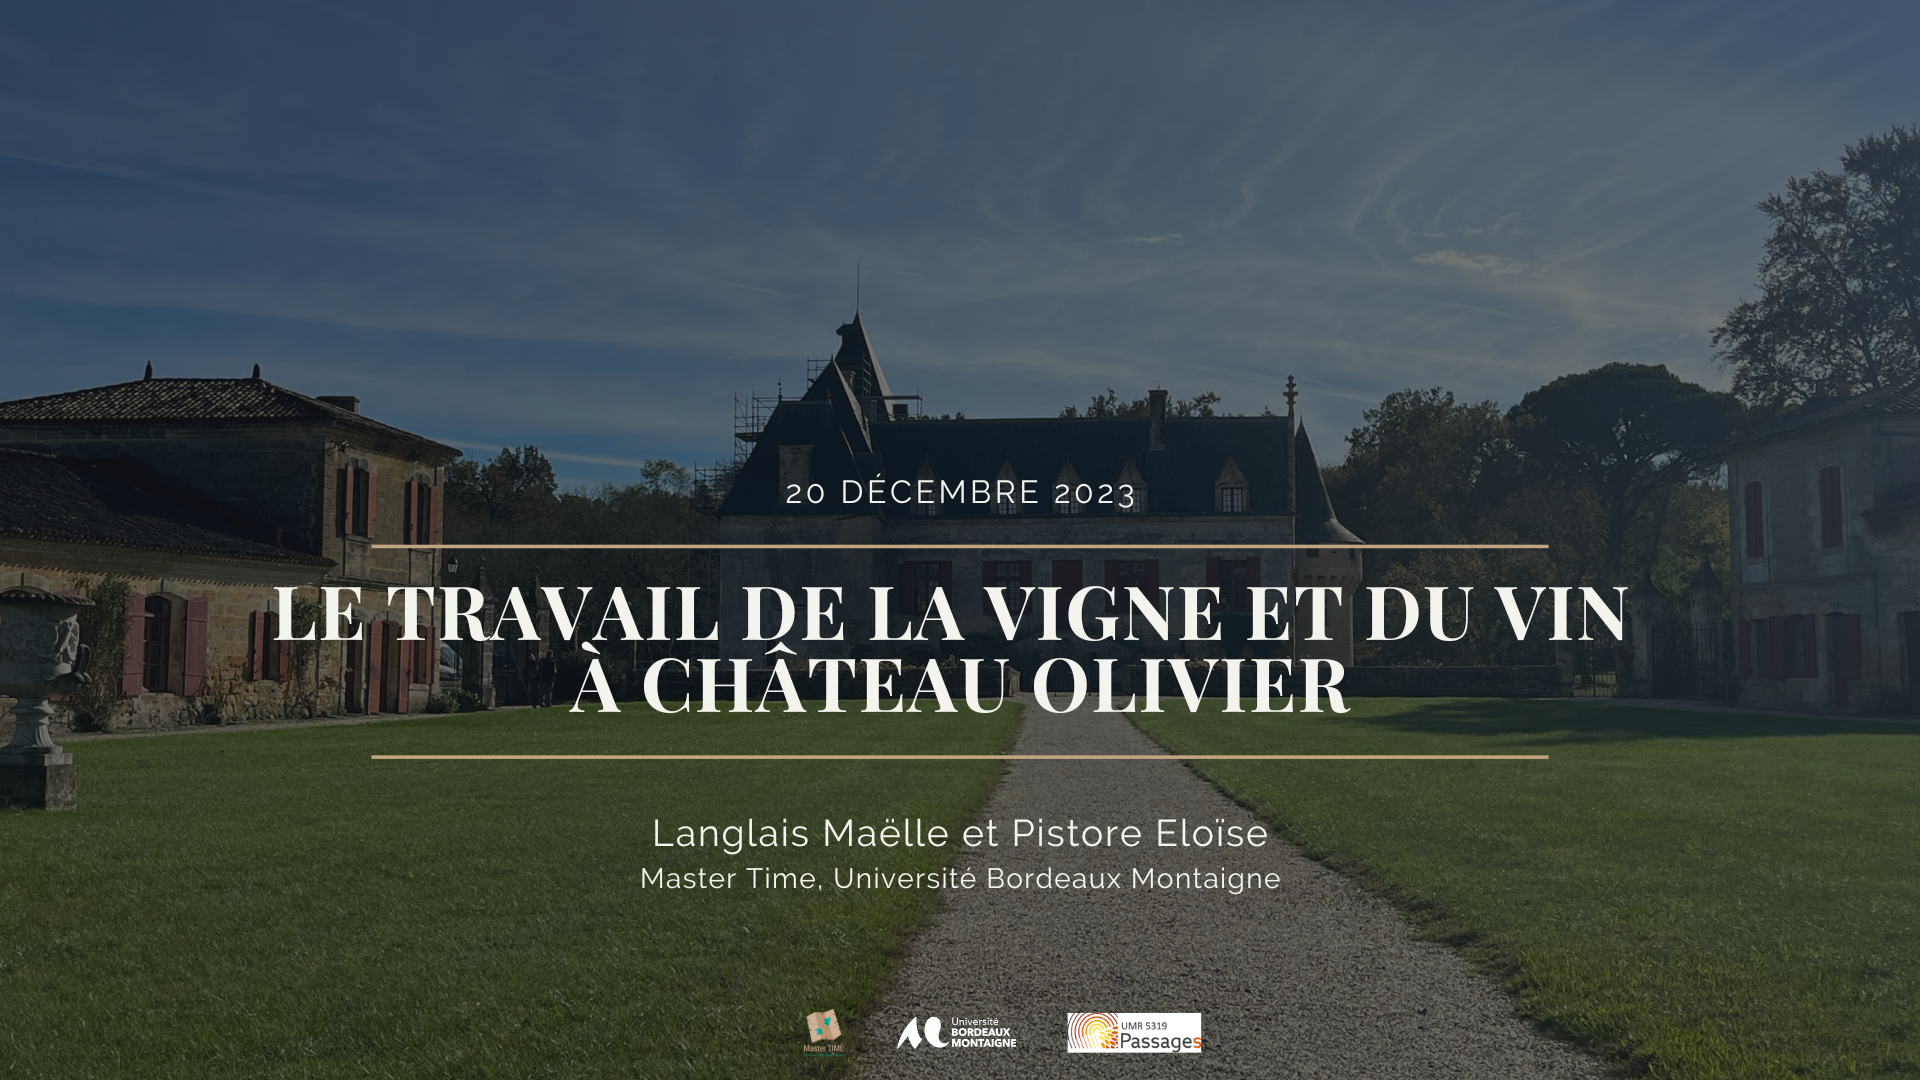 20 DÉCEMBRE 2023
LE TRAVAIL DE LA VIGNE ET DU VIN
À CHÂTEAU OLIVIER
Langlais Maëlle et Pistore Eloïse
Master Time, Université Bordeaux Montaigne
Master TIME
Université
BORDEAUX
MONTAIGNE
UMR 5319
Passages